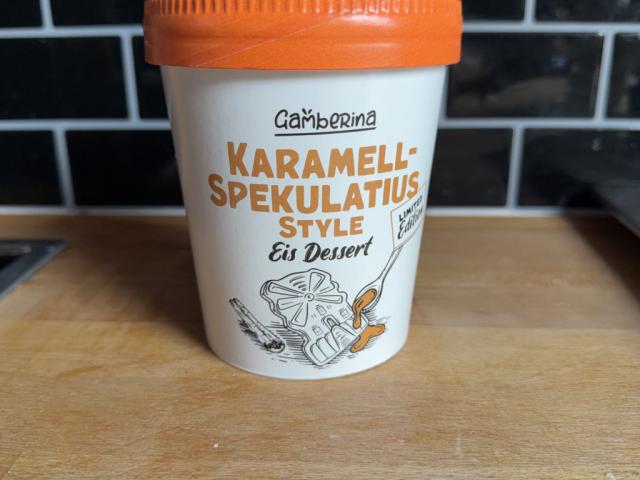 Gamberina
KARAMELL-
SPEKULATIUS
STYLE
Eis Dessert
LIMITED
Edition